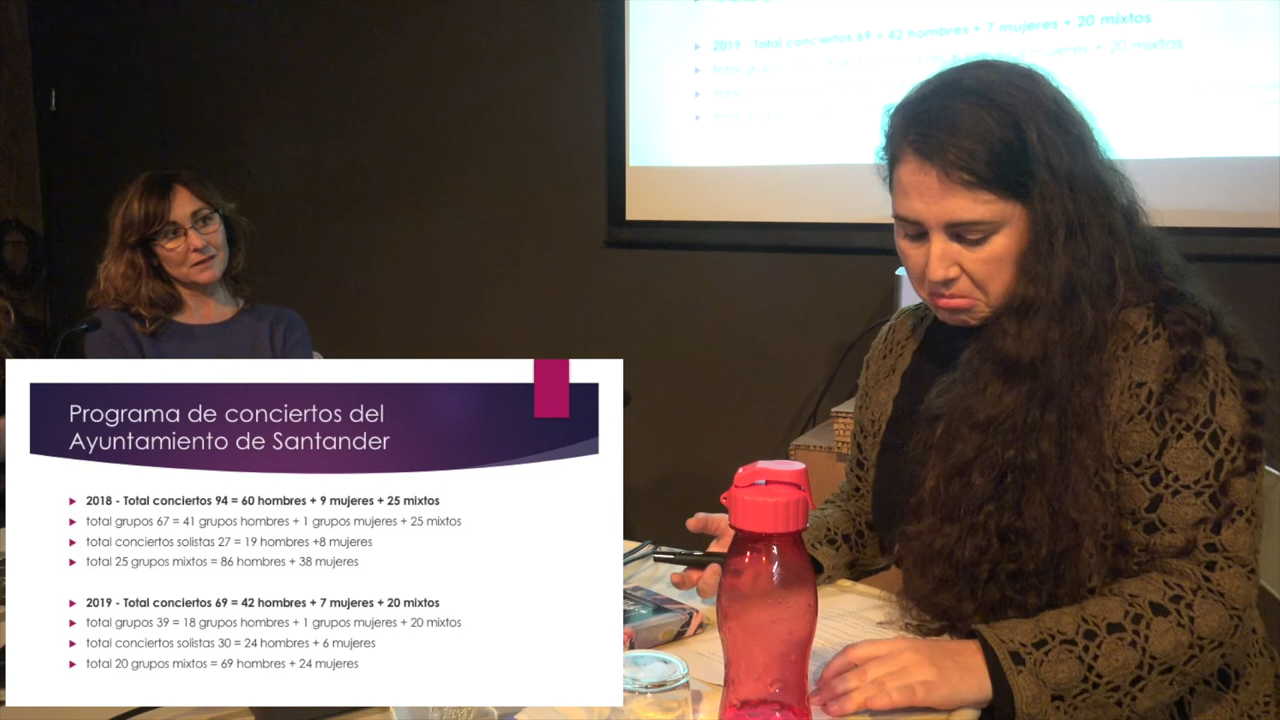 2019 - Total conciertos 69 = 42 hombres + 7 mujeres + 20 mixtos
+ 20 mixtos
Programa de conciertos del
Ayuntamiento de Santander
2018 - Total conciertos 94 = 60 hombres + 9 mujeres + 25 mixtos
total grupos 67 = 41 grupos hombres + 1 grupos mujeres + 25 mixtos
total conciertos solistas 27 = 19 hombres +8 mujeres
total 25 grupos mixtos = 86 hombres + 38 mujeres
2019 - Total conciertos 69 = 42 hombres + 7 mujeres + 20 mixtos
total grupos 39 = 18 grupos hombres + 1 grupos mujeres + 20 mixtos
total conciertos solistas 30 = 24 hombres + 6 mujeres
total 20 grupos mixtos = 69 hombres + 24 mujeres